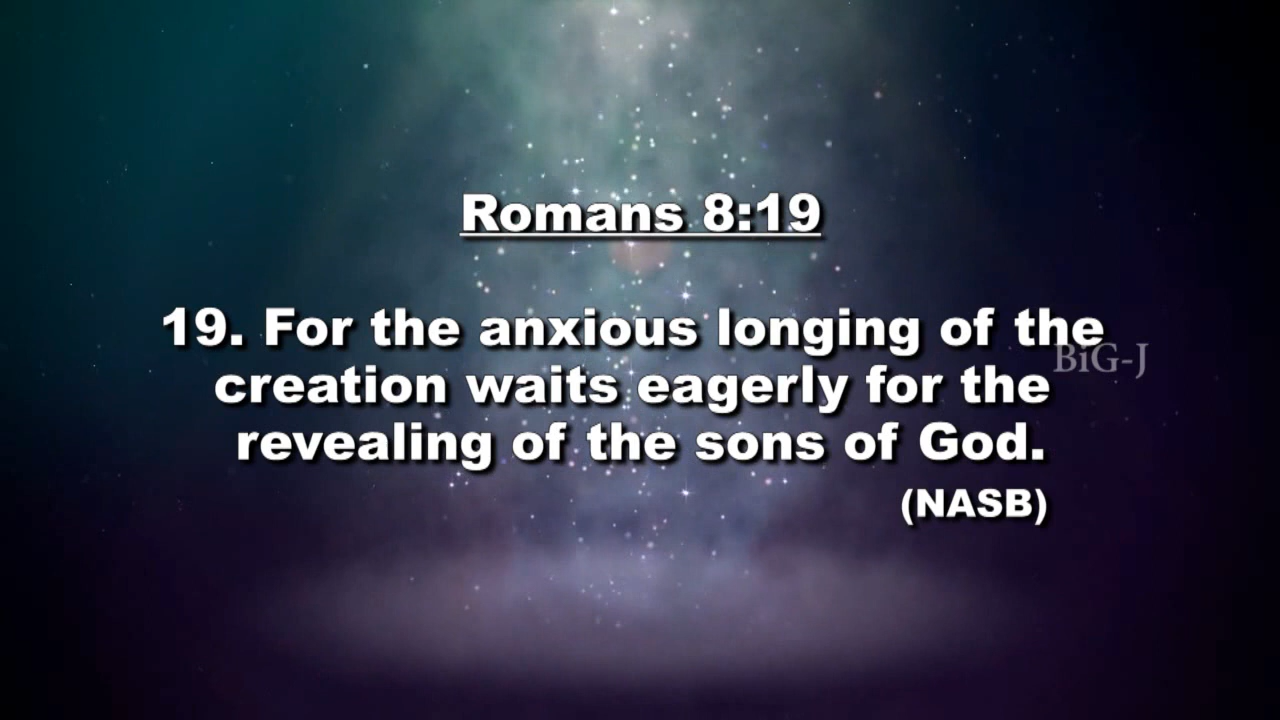 Romans 8:19
19. For the anxious longing of the
creation waits eagerly for the
revealing of the sons of God.
(NASB)
BiG-J